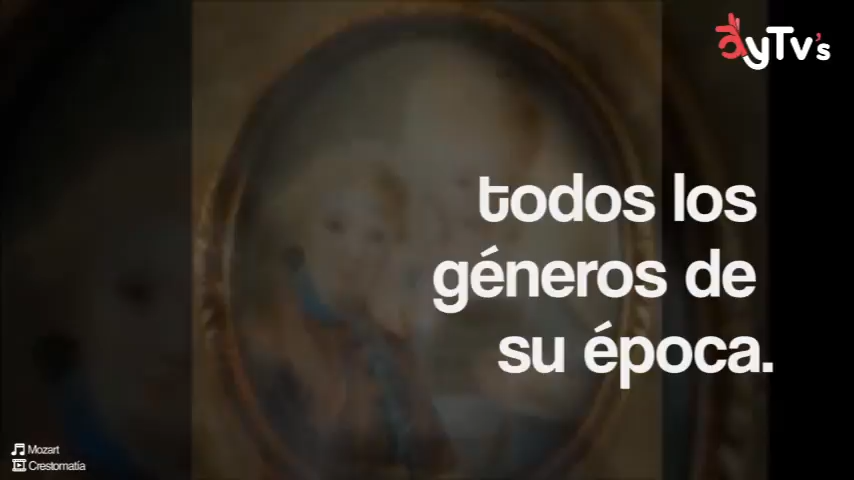 ayTv's
todos los
géneros de
su época.
Mozart
Crestomatía